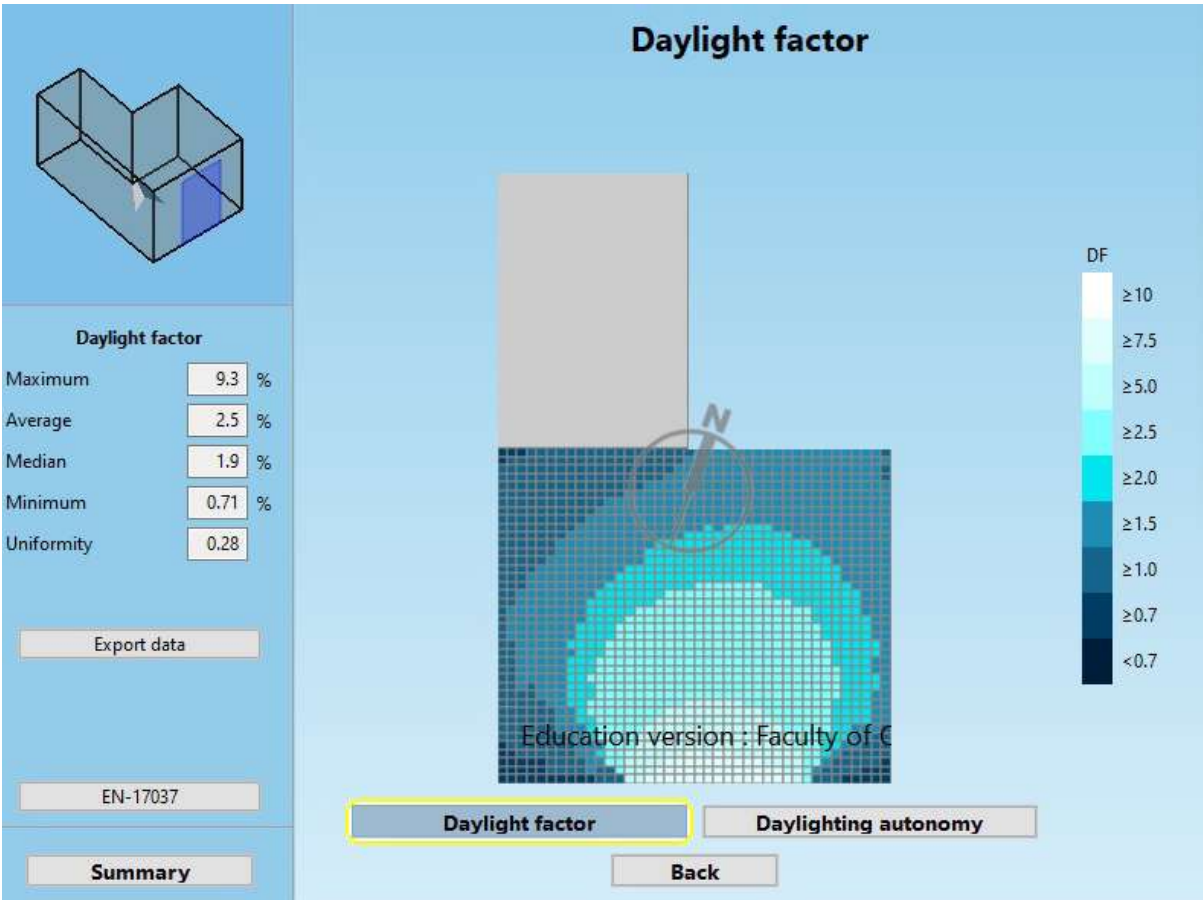 Daylight factor
Daylight factor
Maximum 9.3 %
Average 2.5 %
Median 1.9 %
Minimum 0.71 %
Uniformity 0.28
Export data
EN-17037
Summary
N
DF
≥10
≥7.5
≥5.0
≥2.5
≥2.0
≥1.5
≥1.0
≥0.7
<0.7
Education version : Faculty of C
Daylight factor
Daylighting autonomy
Back